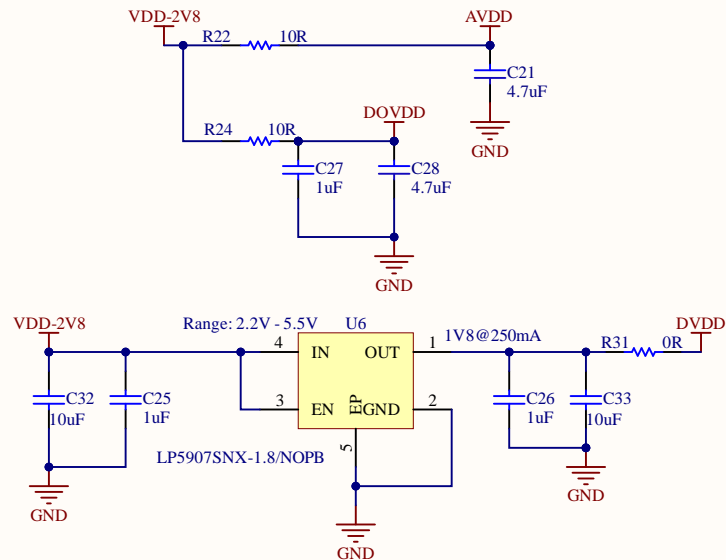 VDD-2V8
AVDD
R22
10R
C21
4.7uF
GND
DOVDD
R24
10R
C27
1uF
C28
4.7uF
GND
VDD-2V8
Range: 2.2V - 5.5V
U6
1V8@250mA
DVDD
4
IN
OUT
1
R31
0R
C32
10uF
C25
1uF
3
EN
EP
GND
2
C26
1uF
C33
10uF
5
LP5907SNX-1.8/NOPB
GND
GND
GND